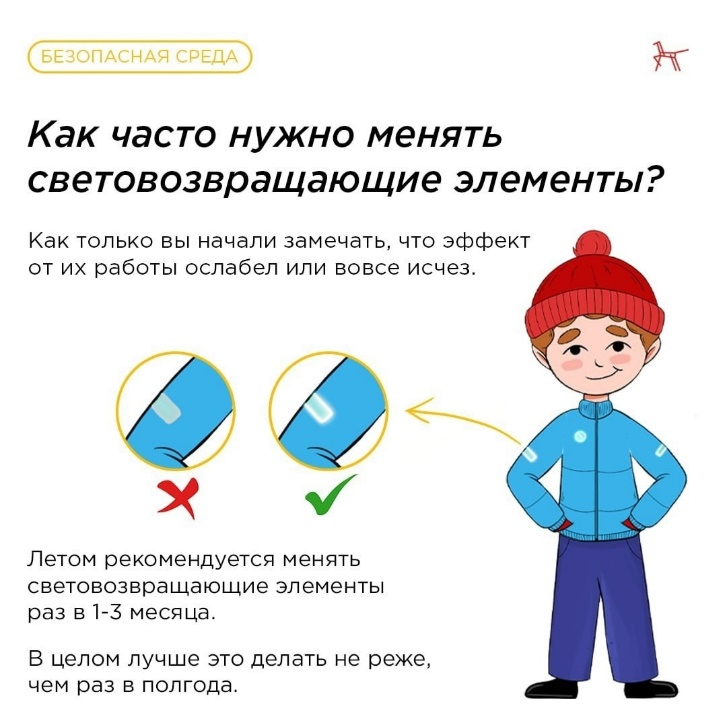 БЕЗОПАСНАЯ СРЕДА
Как часто нужно менять
световозвращающие элементы?
Как только вы начали замечать, что эффект
от их работы ослабел или вовсе исчез.
Летом рекомендуется менять
световозвращающие элементы
раз в 1-3 месяца.
В целом лучше это делать не реже,
чем раз в полгода.